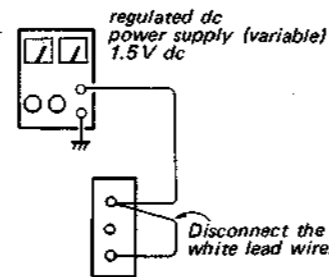 regulated dc
power supply (variable)
1.5V dc
Disconnect the
white lead wire